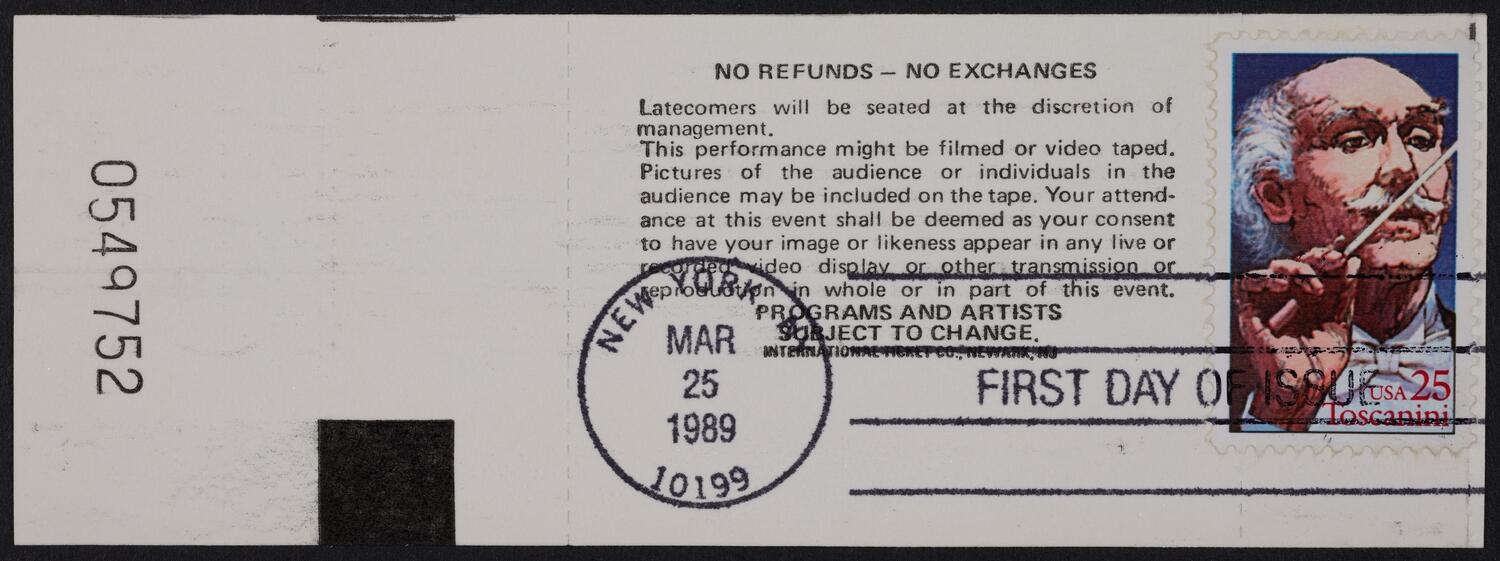 0549752
NO REFUNDS – NO EXCHANGES
Latecomers will be seated at the discretion of
management.
This performance might be filmed or video taped.
Pictures of the audience or individuals in the
audience may be included on the tape. Your attend-
ance at this event shall be deemed as your consent
to have your image or likeness appear in any live or
recorded video display or other transmission or
reproduction in whole or in part of this event.
PROGRAMS AND ARTISTS
SUBJECT TO CHANGE.
INTERNATIONAL TICKET CO., NEWARK, NJ
NEW YORK, NY
MAR
25
1989
10199
FIRST DAY OF ISSUE
USA 25
Toscanini